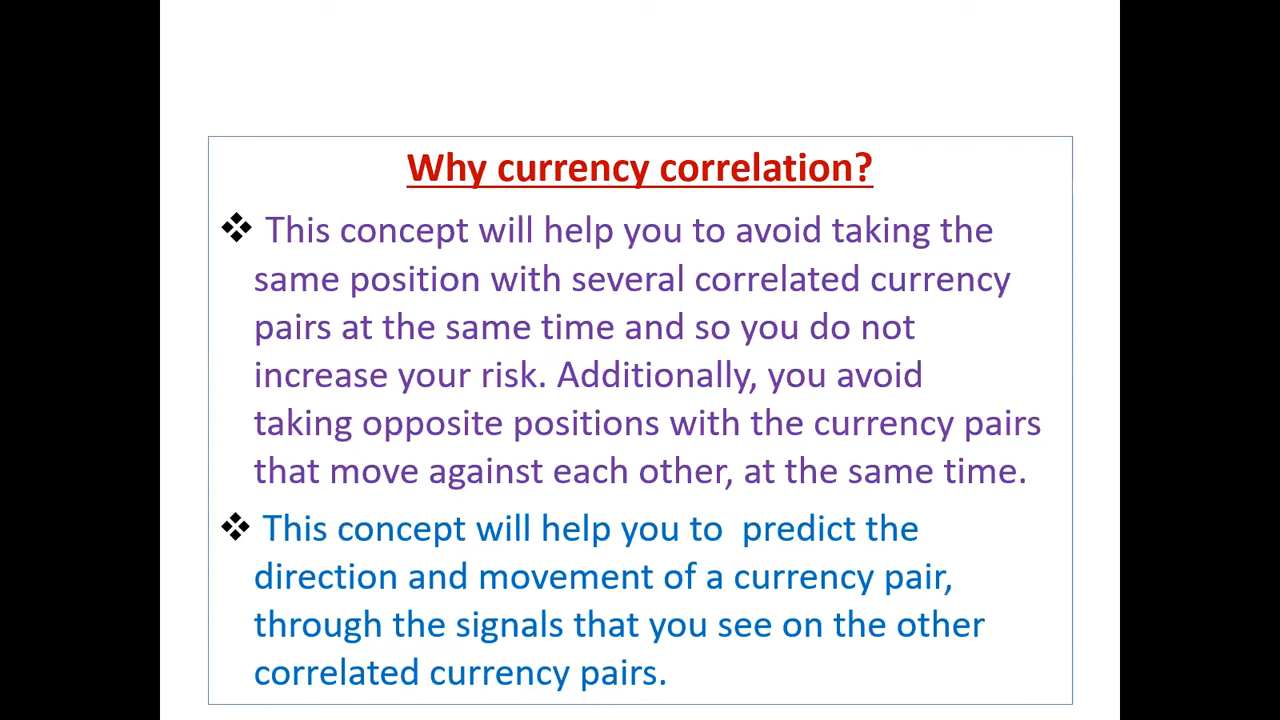 Why currency correlation?
❖ This concept will help you to avoid taking the
same position with several correlated currency
pairs at the same time and so you do not
increase your risk. Additionally, you avoid
taking opposite positions with the currency pairs
that move against each other, at the same time.
❖ This concept will help you to  predict the
direction and movement of a currency pair,
through the signals that you see on the other
correlated currency pairs.